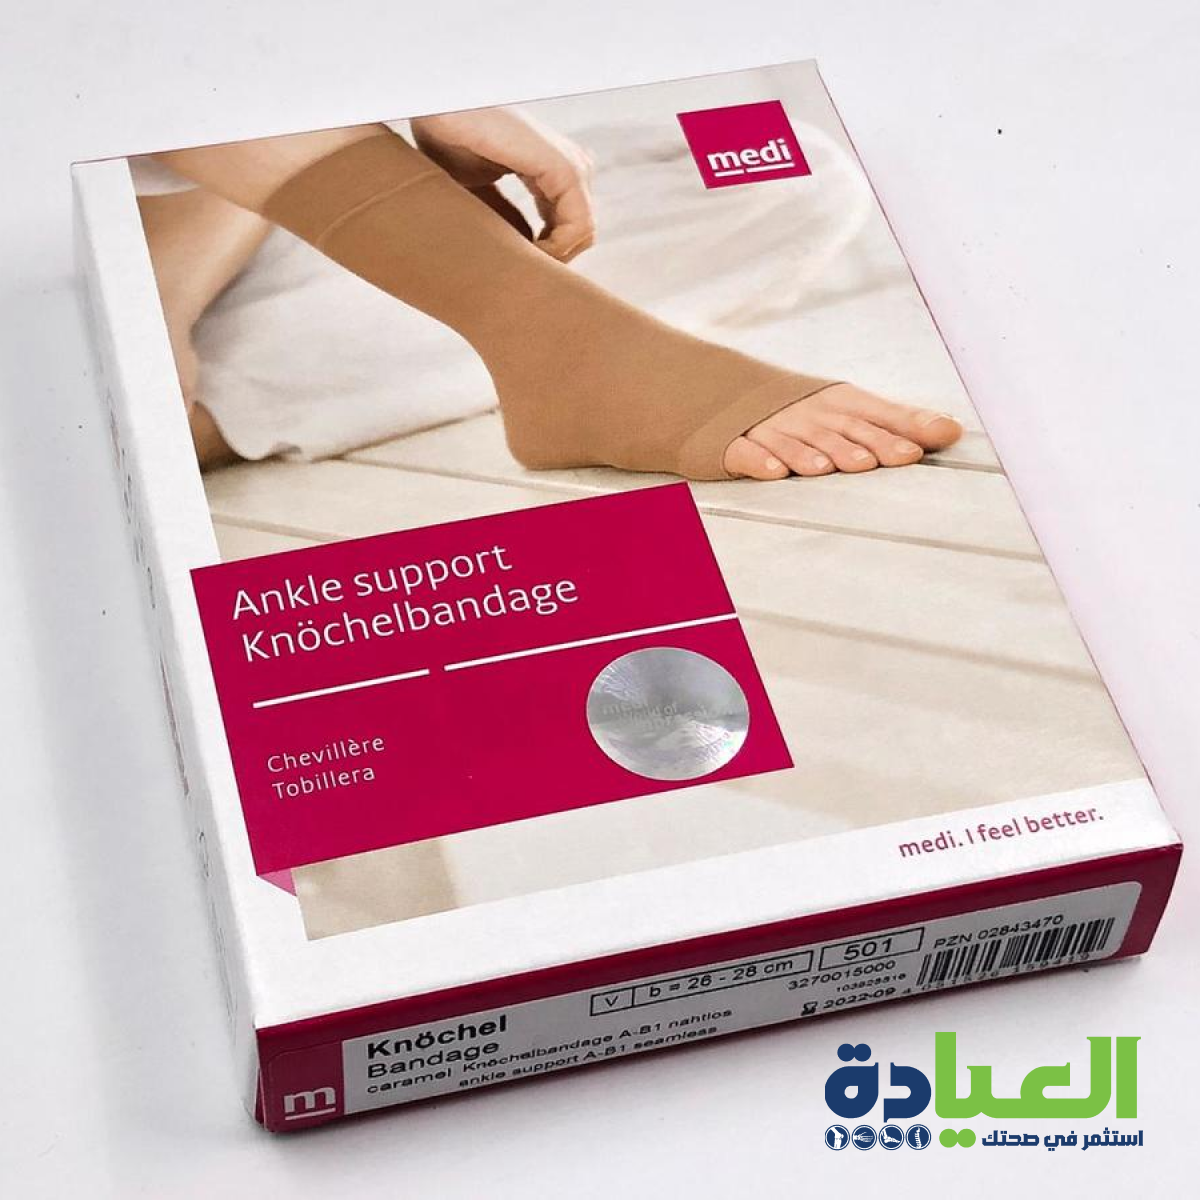 medi
Ankle support
Knöchelbandage
Chevillère
Tobillera
medi. I feel better.
Knöchel
Bandage
caramel Knöchelbandage A-B1 nahtlos
ankle support A-B1 seamless
V b = 26 - 28 cm
501
3270015000
2022-09
PZN 02843470
m
العيادة
استثمر في صحتك